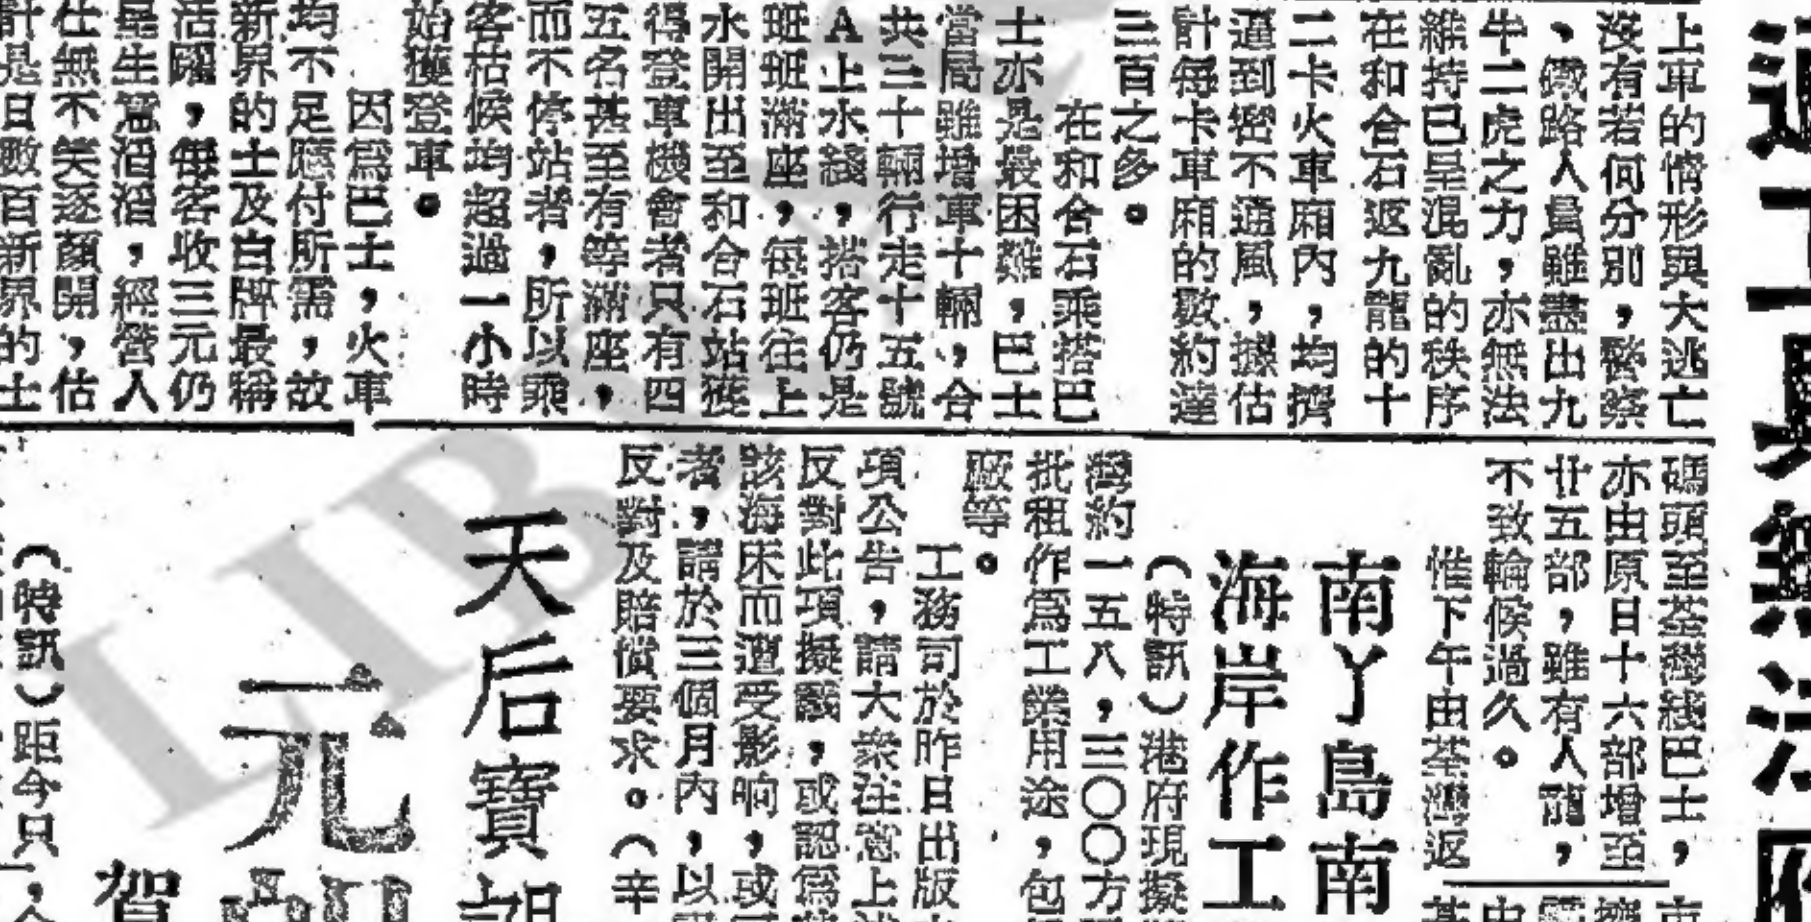 上車的情形與大逃亡
沒有若何分別，警察
、鐵路人員雖盡出九
牛二虎之力，亦無法
維持已呈混亂的秩序
在和合石返九龍的十
二卡火車廂內，均擠
逼到密不通風，據估
計每卡車廂的數約達
三百之多。
在和合石乘搭巴
士亦是最困難，巴士
當局雖增車十輛，合
共三十輛行走十五號
A上水綫，搭客仍是
班班滿座，每班往上
水開出至和合石站獲
得登車機會者只有四
五名甚至有等滿座，
而不停站者，所以乘
客枯候均超過一小時
始獲登車。
因爲巴士，火車
均不足應付所需，故
新界的士及白牌最稱
活躍，每客收三元仍
是生意滔滔，經營人
仕無不笑逐顏開，估
計是日數百新界的士
碼頭至荃灣綫巴士，
亦由原日十六部增至
廿五部，雖有人龍，
不致輪候過久。
惟下午由荃灣返
南丫島南
海岸作工
（特訊）港府現擬
灣約一五八，三〇〇方
批租作爲工業用途，包
廠等。
工務司於昨日出版
項公告，請大衆注意上
反對此項擬議，或認爲
該海床而遭受影响，或
者，請於三個月內，以
反對及賠償要求。（辛
天后寶
元
賀
（特訊）距今只